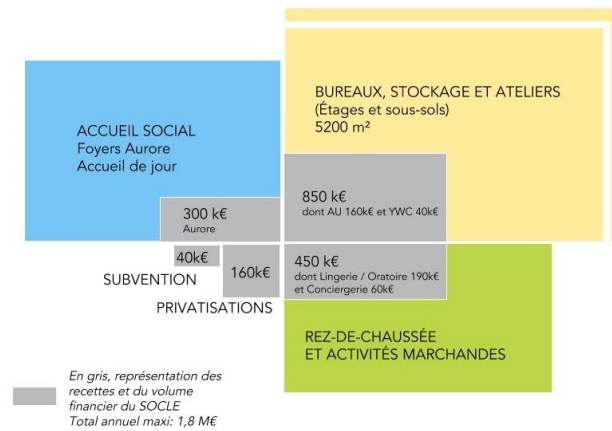 ACCUEIL SOCIAL
Foyers Aurore
Accueil de jour
BUREAUX, STOCKAGE ET ATELIERS
(Étages et sous-sols)
5200 m²
300 k€
Aurore
850 k€
dont AU 160k€ et YWC 40k€
40k€
SUBVENTION
160k€
PRIVATISATIONS
450 k€
dont Lingerie / Oratoire 190k€
et Conciergerie 60k€
REZ-DE-CHAUSSÉE
ET ACTIVITÉS MARCHANDES
En gris, représentation des
recettes et du volume
financier du SOCLE
Total annuel maxi: 1,8 M€